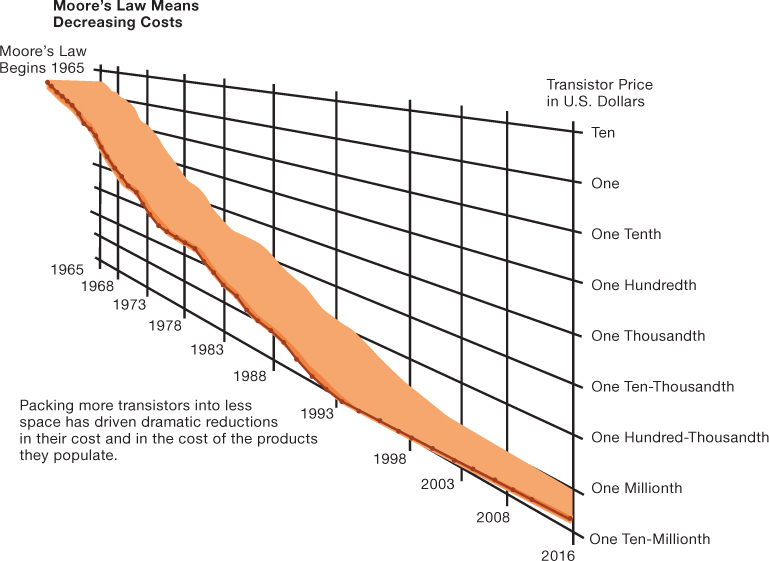 Moore's Law Means
Decreasing Costs
Moore's Law
Begins 1965
Transistor Price
in U.S. Dollars
Ten
One
One Tenth
One Hundredth
One Thousandth
One Ten-Thousandth
One Hundred-Thousandth
One Millionth
One Ten-Millionth
1965
1968
1973
1978
1983
1988
1993
1998
2003
2008
2016
Packing more transistors into less
space has driven dramatic reductions
in their cost and in the cost of the products
they populate.